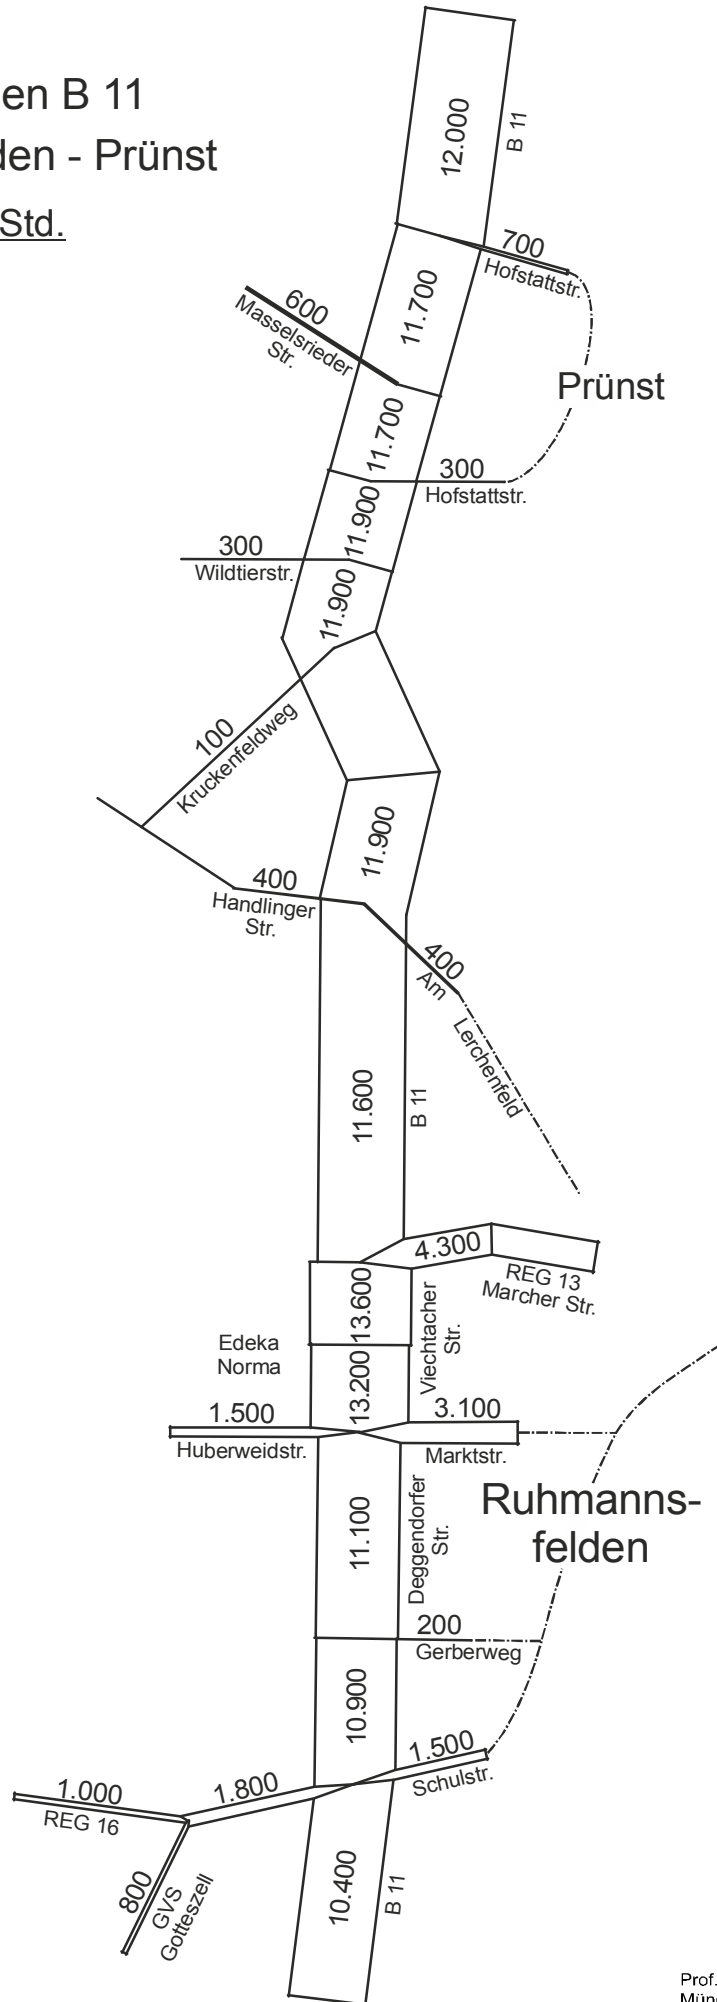 en B 11
den - Prünst
Std.
12.000
B 11
700
Hofstattstr.
11.700
600
Masselsrieder
Str.
Prünst
11.700
300
Hofstattstr.
11.900
300
Wildtierstr.
11.900
100
Kruckenfeldweg
11.900
400
Handlinger
Str.
400
Am
Lerchenfeld
11.600
B 11
4.300
REG 13
Marcher Str.
13.600
Viechtacher
Str.
Edeka
Norma
13.200
1.500
Huberweidstr.
3.100
Marktstr.
Ruhmanns-
felden
11.100
Deggendorfer
Str.
200
Gerberweg
10.900
1.500
Schulstr.
1.800
1.000
REG 16
800
GVS
Gotteszell
10.400
B 11
Prof.